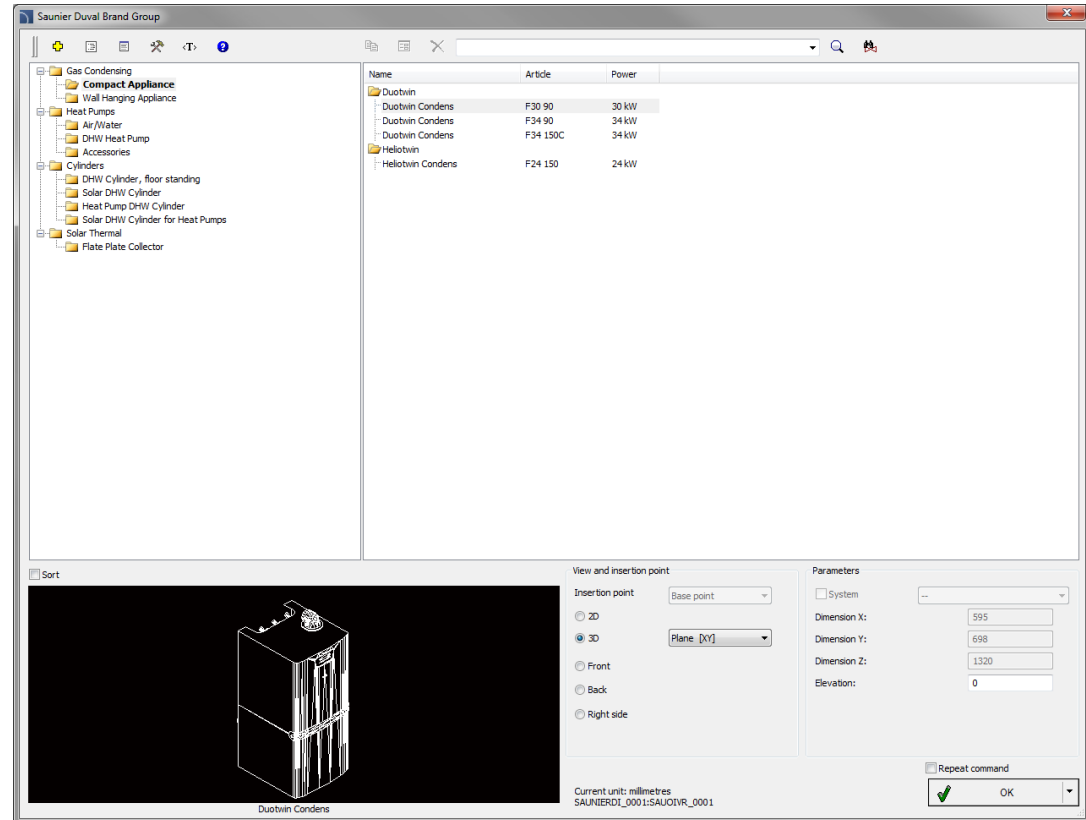 Saunier Duval Brand Group
‹T›
Gas Condensing
Compact Appliance
Wall Hanging Appliance
Heat Pumps
Air/Water
DHW Heat Pump
Accessories
Cylinders
DHW Cylinder, floor standing
Solar DHW Cylinder
Heat Pump DHW Cylinder
Solar DHW Cylinder for Heat Pumps
Solar Thermal
Flate Plate Collector
Name Article Power
Duotwin
Duotwin Condens F30 90 30 kW
Duotwin Condens F34 90 34 kW
Duotwin Condens F34 150C 34 kW
Heliotwin
Heliotwin Condens F24 150 24 kW
Sort
Duotwin Condens
View and insertion point
Insertion point Base point
2D
3D Plane [XY]
Front
Back
Right side
Current unit: millimetres
SAUNIERDI_0001:SAUOIVR_0001
Parameters
System --
Dimension X: 595
Dimension Y: 698
Dimension Z: 1320
Elevation: 0
Repeat command
OK